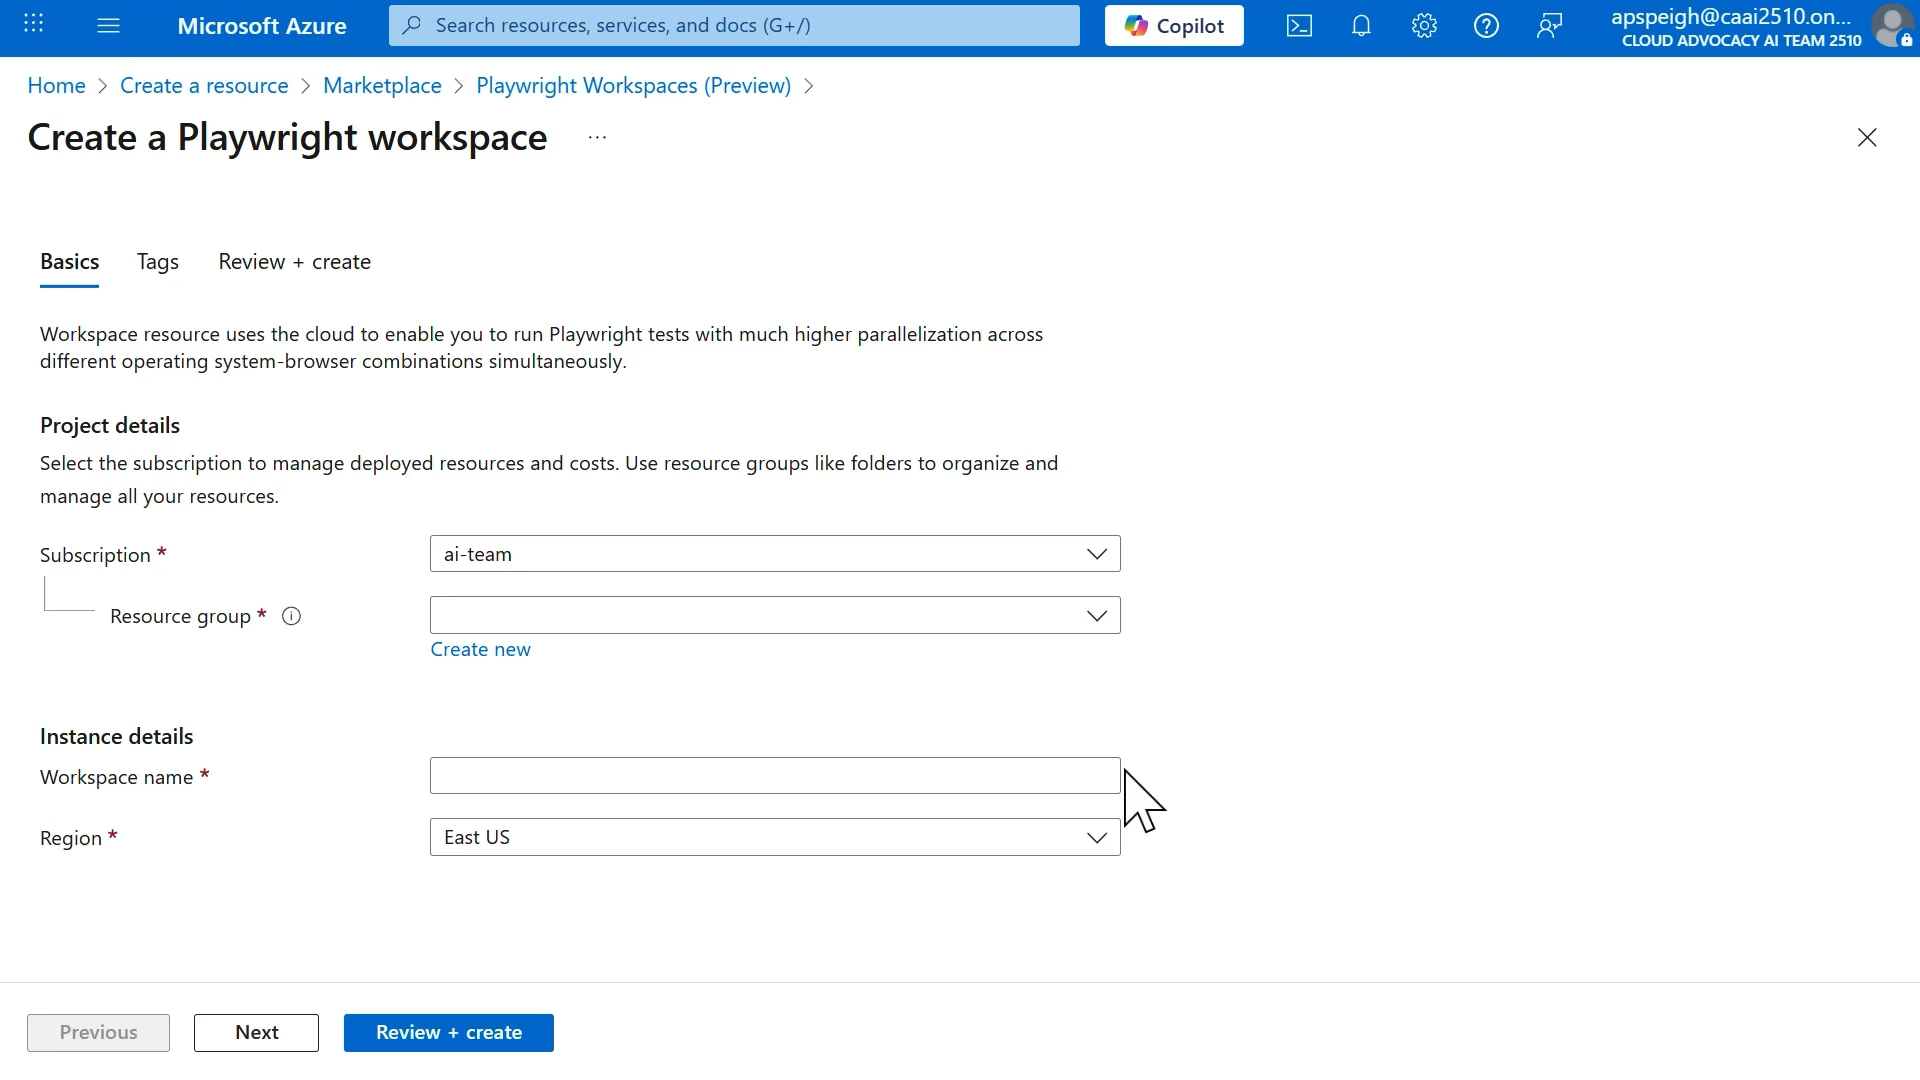 Microsoft Azure
Search resources, services, and docs (G+/)
Copilot
apspeigh@caai2510.on...
CLOUD ADVOCACY AI TEAM 2510
Home > Create a resource > Marketplace > Playwright Workspaces (Preview) >
Create a Playwright workspace ...
Basics Tags Review + create
Workspace resource uses the cloud to enable you to run Playwright tests with much higher parallelization across
different operating system-browser combinations simultaneously.
Project details
Select the subscription to manage deployed resources and costs. Use resource groups like folders to organize and
manage all your resources.
Subscription * ai-team
Resource group *
Create new
Instance details
Workspace name *
Region * East US
Previous Next Review + create